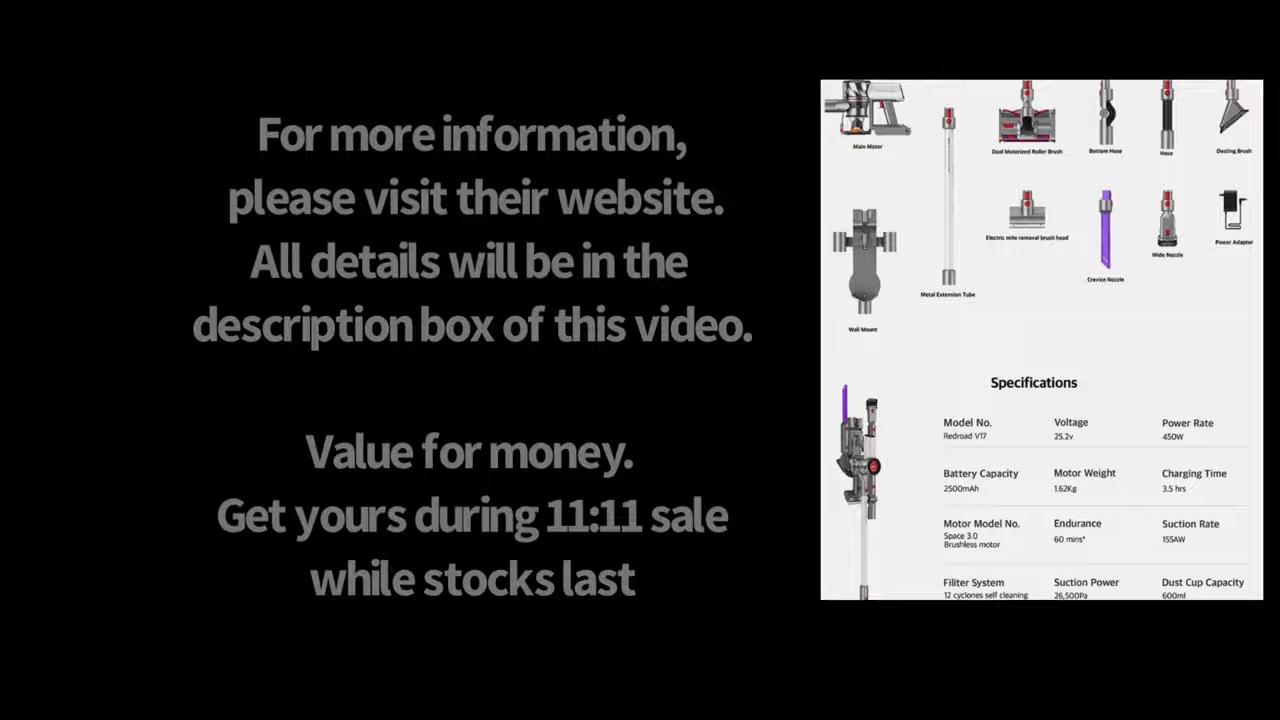 For more information,
please visit their website.
All details will be in the
description box of this video.
Value for money.
Get yours during 11:11 sale
while stocks last
Main Motor
Dual Motorized Roller Brush
Bottom Hose
Hose
Dusting Brush
Electric mite removal brush head
Power Adaptor
Wide Nozzle
Crevice Nozzle
Metal Extension Tube
Wall Mount
Specifications
Model No. Voltage Power Rate
Redroad V17 25.2v 450W
Battery Capacity Motor Weight Charging Time
2500mAh 1.62Kg 3.5 hrs
Motor Model No. Endurance Suction Rate
Space 3.0 60 mins* 155AW
Brushless motor
Filiter System Suction Power Dust Cup Capacity
12 cyclones self cleaning 26,500Pa 600ml